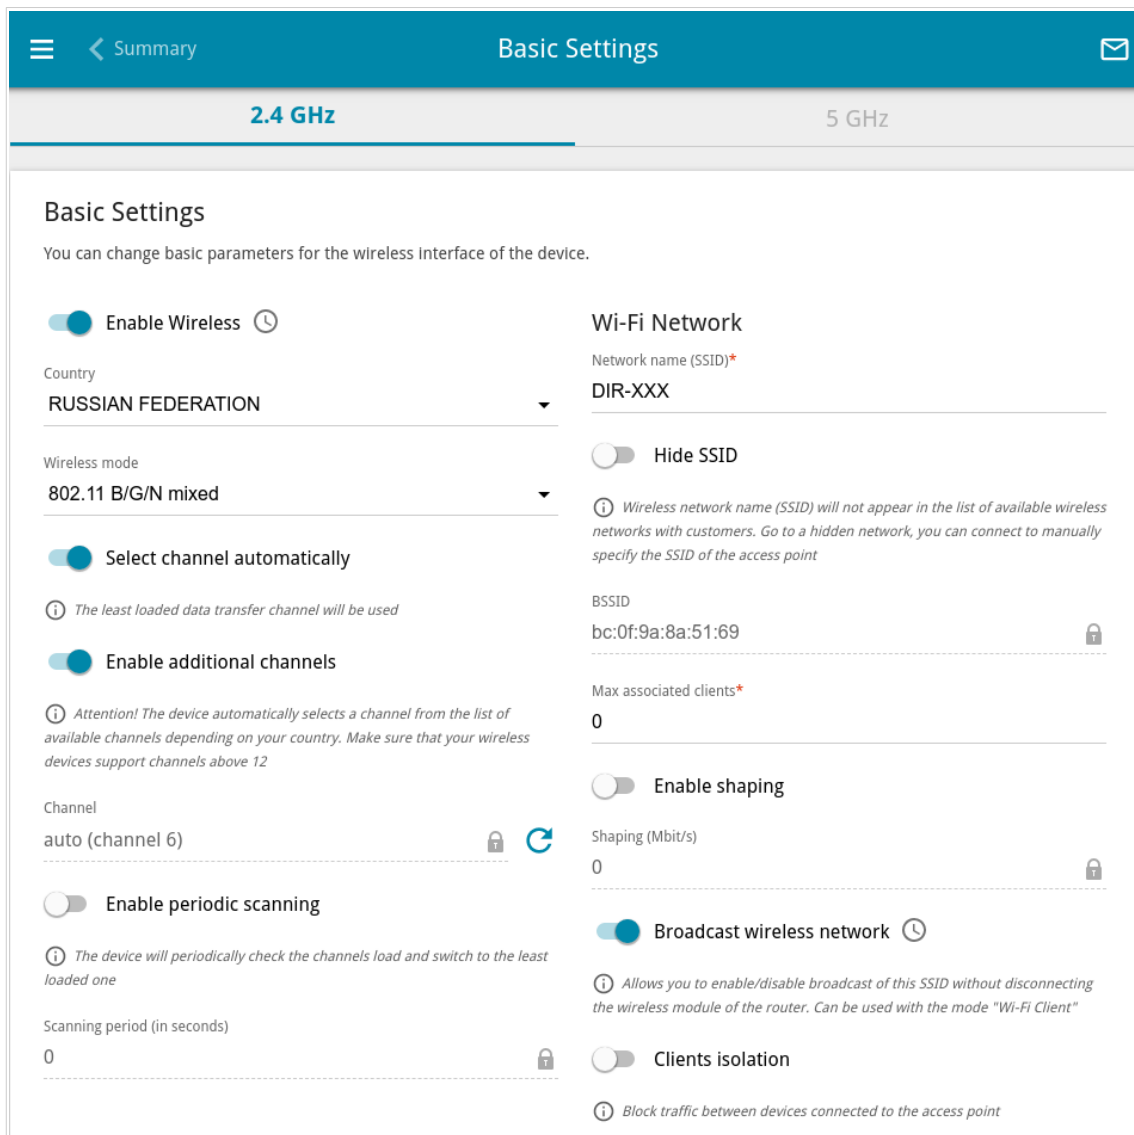 Summary
Basic Settings
2.4 GHz
5 GHz
Basic Settings
You can change basic parameters for the wireless interface of the device.
Enable Wireless
Country
RUSSIAN FEDERATION
Wireless mode
802.11 B/G/N mixed
Select channel automatically
The least loaded data transfer channel will be used
Enable additional channels
Attention! The device automatically selects a channel from the list of
available channels depending on your country. Make sure that your wireless
devices support channels above 12
Channel
auto (channel 6)
Enable periodic scanning
The device will periodically check the channels load and switch to the least
loaded one
Scanning period (in seconds)
0
Wi-Fi Network
Network name (SSID)*
DIR-XXX
Hide SSID
Wireless network name (SSID) will not appear in the list of available wireless
networks with customers. Go to a hidden network, you can connect to manually
specify the SSID of the access point
BSSID
bc:0f:9a:8a:51:69
Max associated clients*
0
Enable shaping
Shaping (Mbit/s)
0
Broadcast wireless network
Allows you to enable/disable broadcast of this SSID without disconnecting
the wireless module of the router. Can be used with the mode "Wi-Fi Client"
Clients isolation
Block traffic between devices connected to the access point